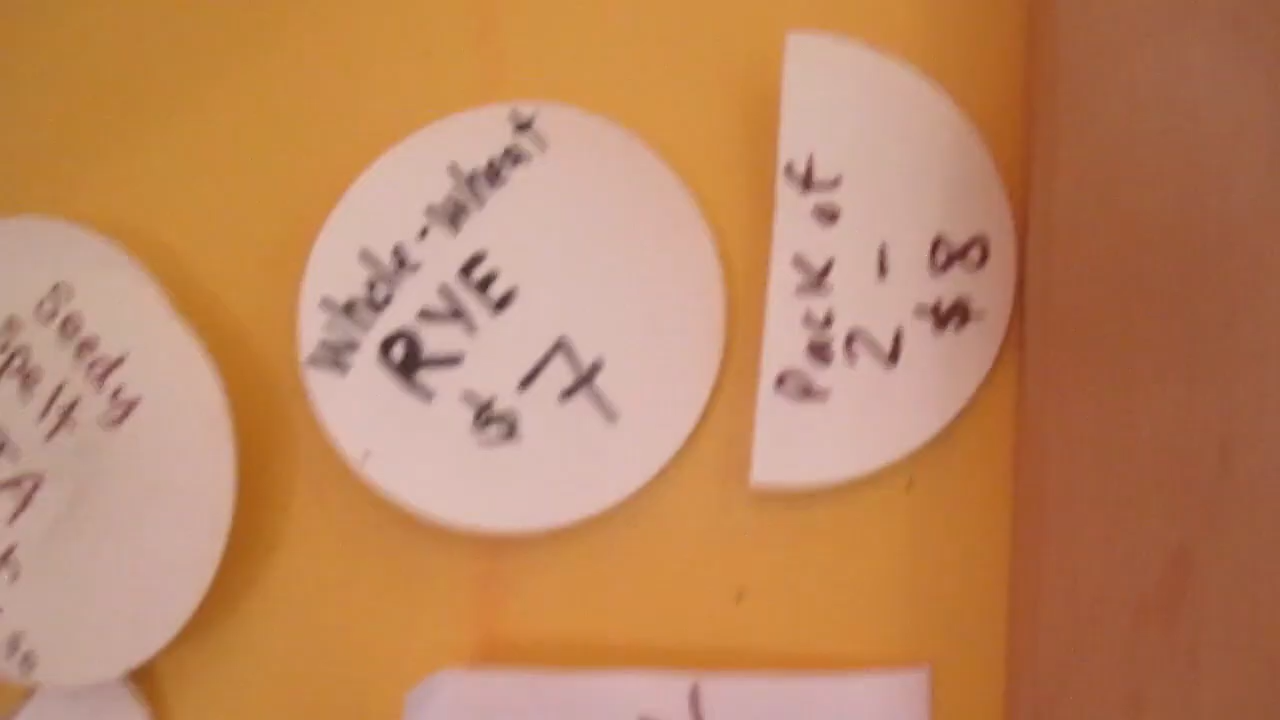 Whole-Wheat
RYE
$7
Pack of
2 -
$8
Seedy
Spelt